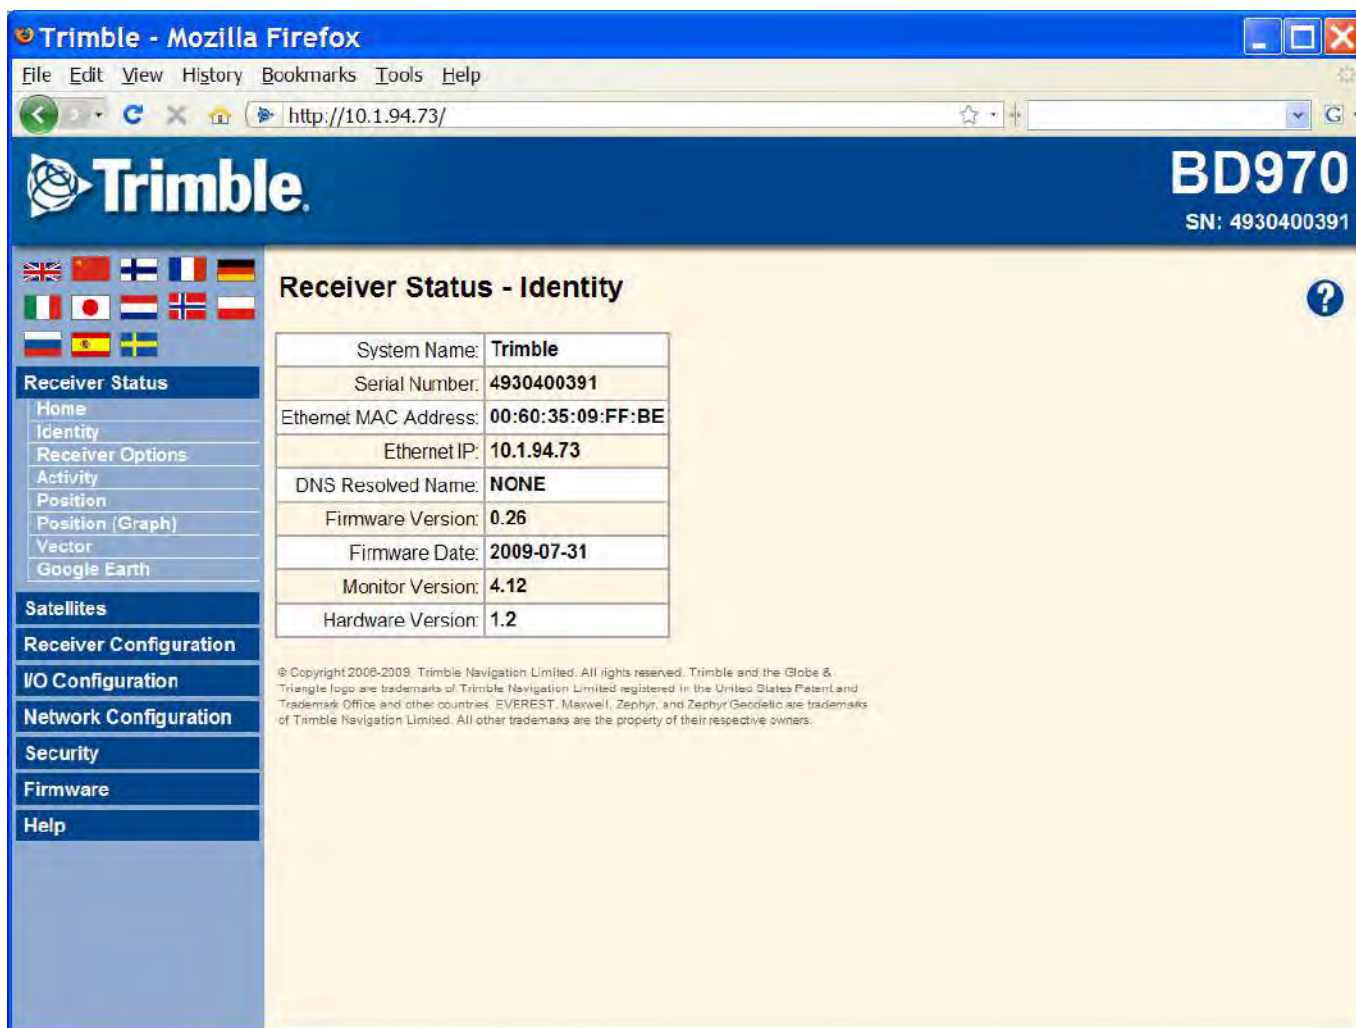 Trimble - Mozilla Firefox
File Edit View History Bookmarks Tools Help
http://10.1.94.73/
G
Trimble.
BD970
SN: 4930400391
Receiver Status
Home
Identity
Receiver Options
Activity
Position
Position (Graph)
Vector
Google Earth
Satellites
Receiver Configuration
I/O Configuration
Network Configuration
Security
Firmware
Help
Receiver Status - Identity
?
System Name: Trimble
Serial Number: 4930400391
Ethernet MAC Address: 00:60:35:09:FF:BE
Ethernet IP: 10.1.94.73
DNS Resolved Name: NONE
Firmware Version: 0.26
Firmware Date: 2009-07-31
Monitor Version: 4.12
Hardware Version: 1.2
© Copyright 2006-2009, Trimble Navigation Limited. All rights reserved. Trimble and the Globe &
Triangle logo are trademarks of Trimble Navigation Limited registered in the United States Patent and
Trademark Office and other countries. EVEREST, Maxwell, Zephyr, and Zephyr Geodetic are trademarks
of Trimble Navigation Limited. All other trademarks are the property of their respective owners.